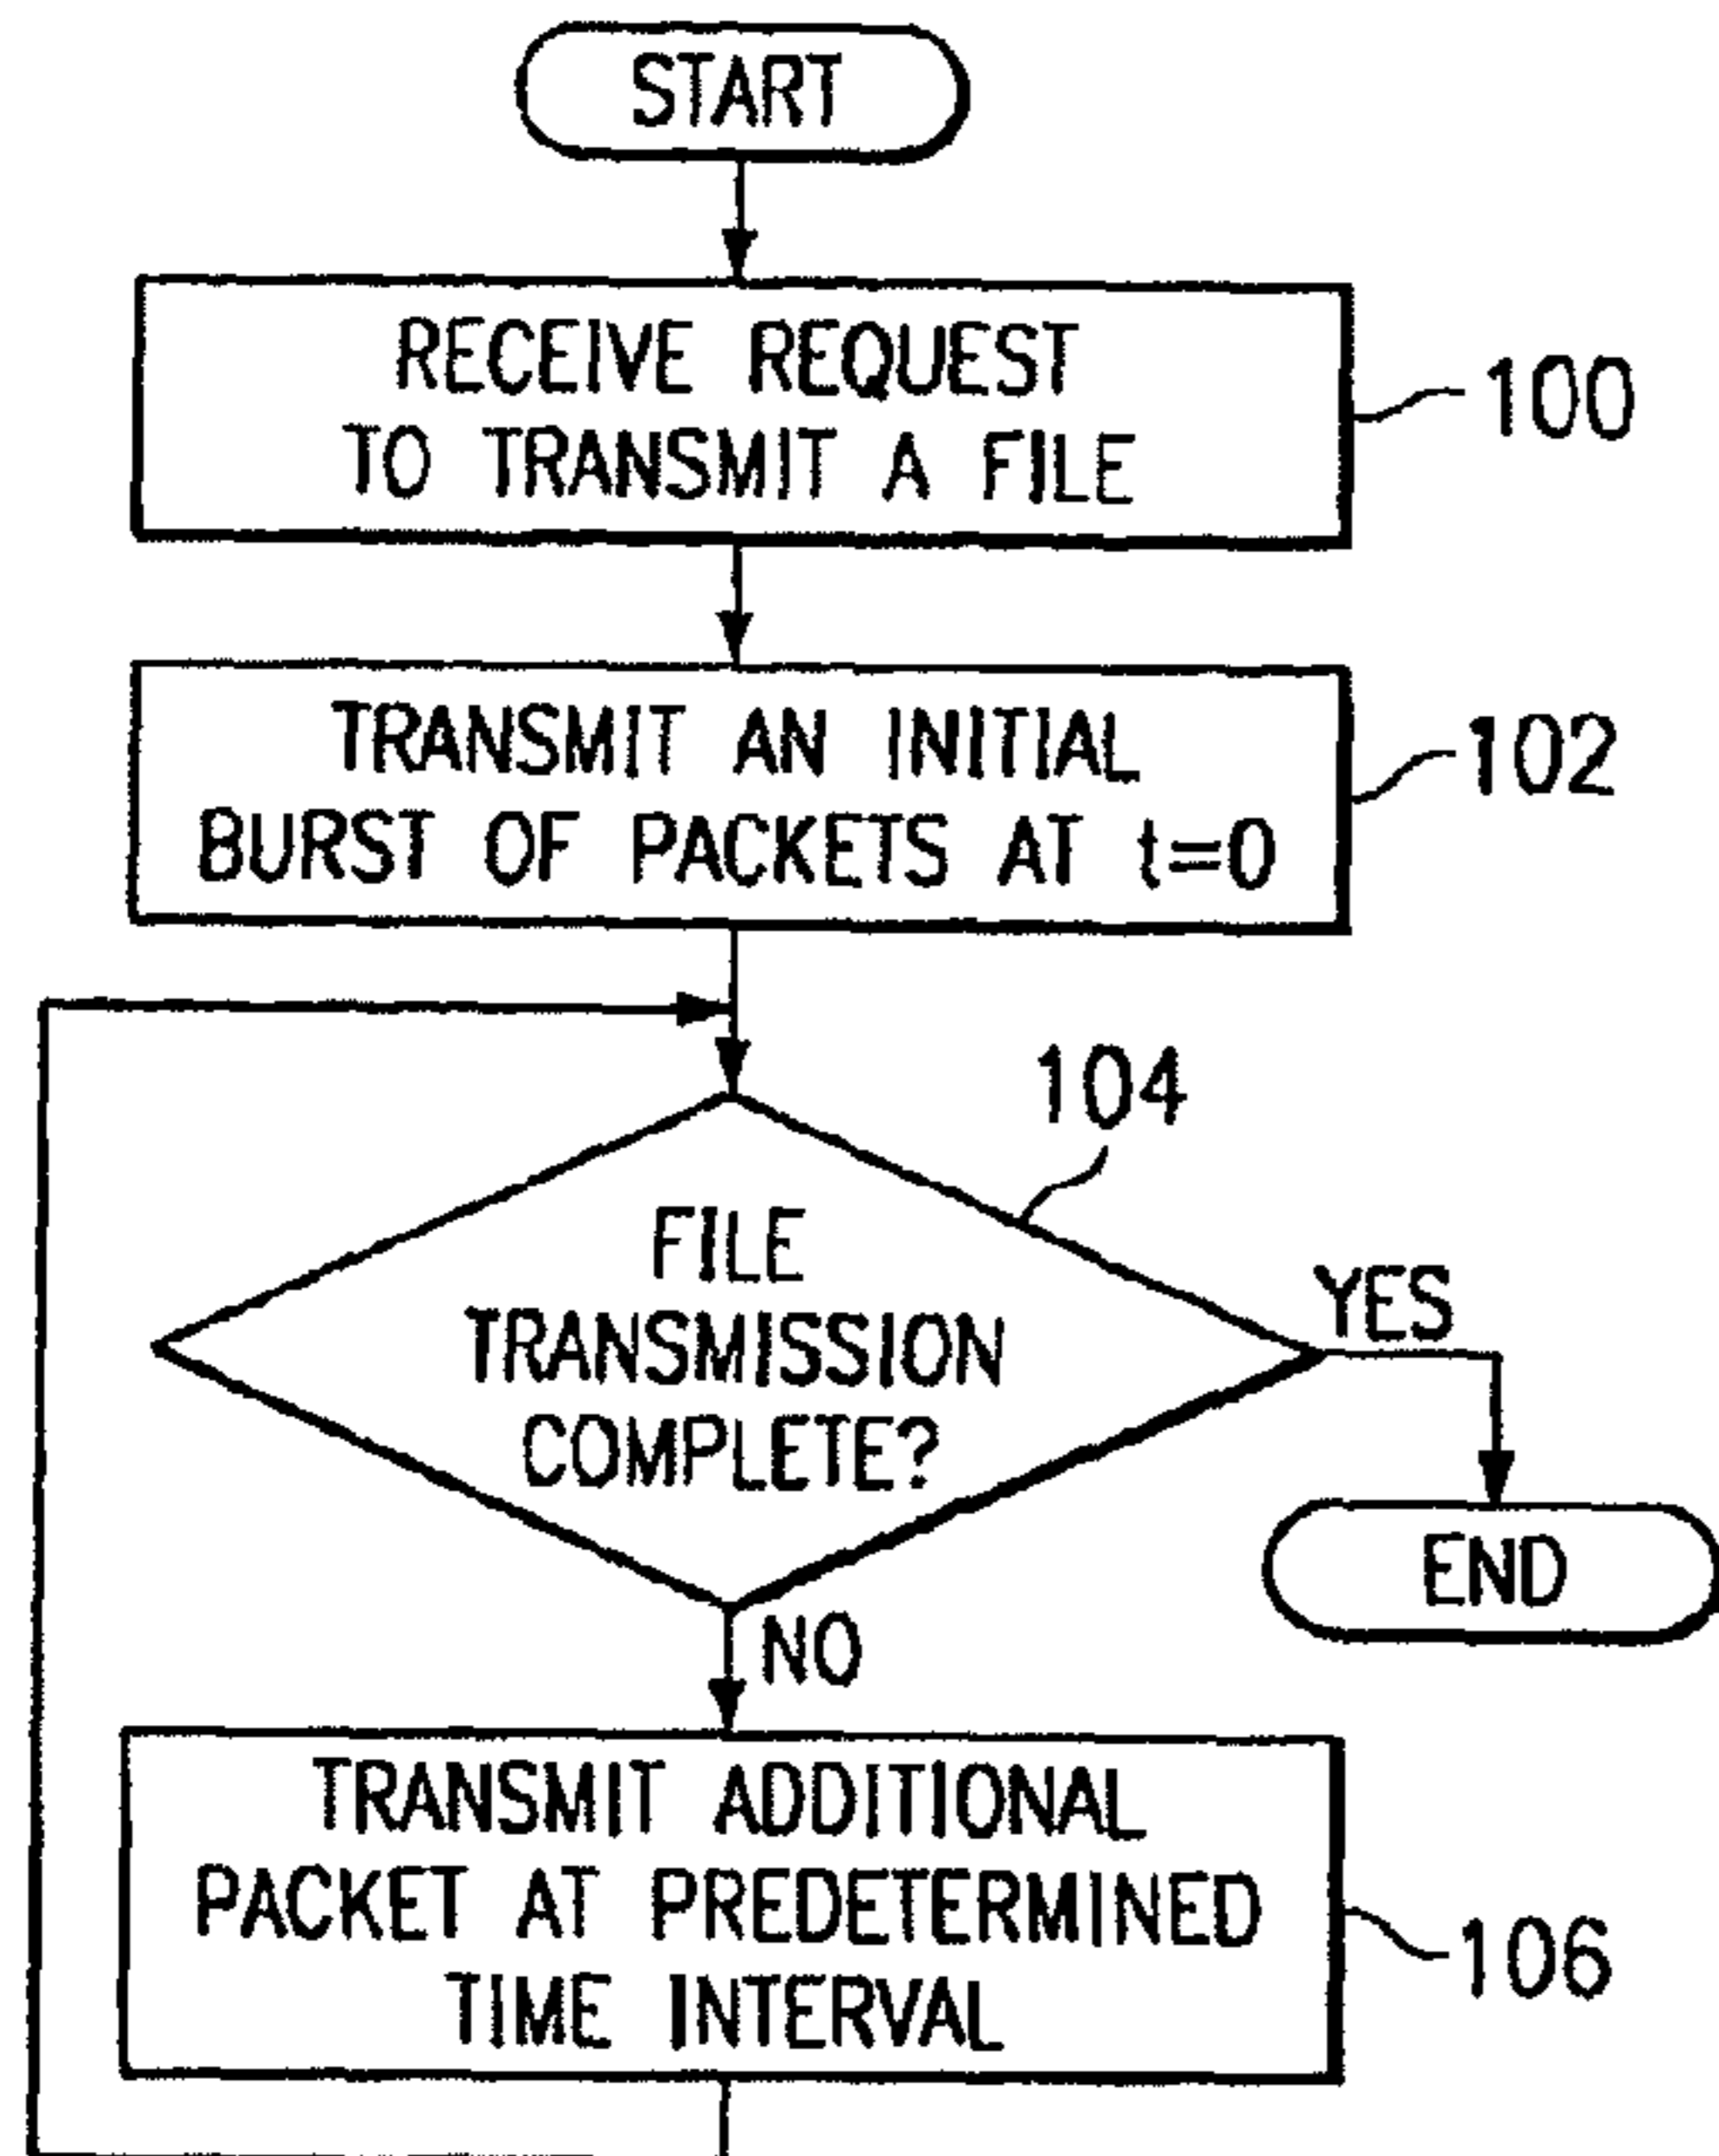 START
RECEIVE REQUEST
TO TRANSMIT A FILE
100
TRANSMIT AN INITIAL
BURST OF PACKETS AT t=0
102
104
FILE
TRANSMISSION
COMPLETE?
YES
END
NO
TRANSMIT ADDITIONAL
PACKET AT PREDETERMINED
TIME INTERVAL
106